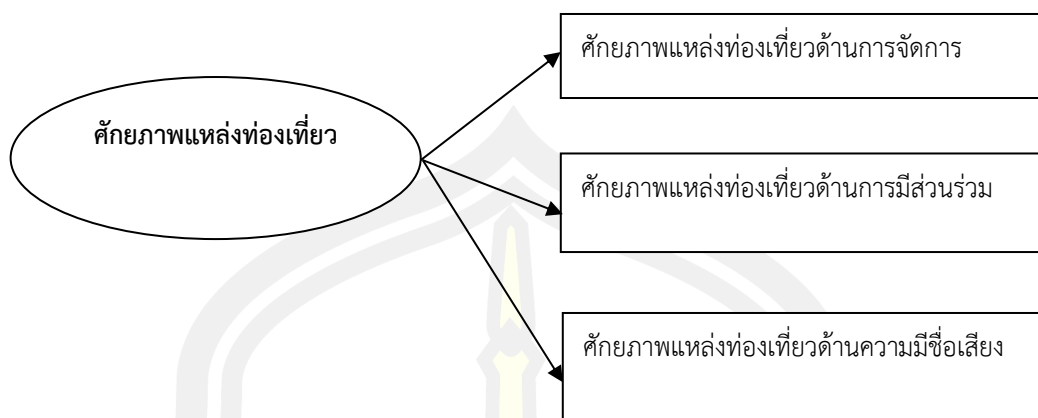 ศักยภาพแหล่งท่องเที่ยวด้านการจัดการ
ศักยภาพแหล่งท่องเที่ยว
ศักยภาพแหล่งท่องเที่ยวด้านการมีส่วนร่วม
ศักยภาพแหล่งท่องเที่ยวด้านความมีชื่อเสียง